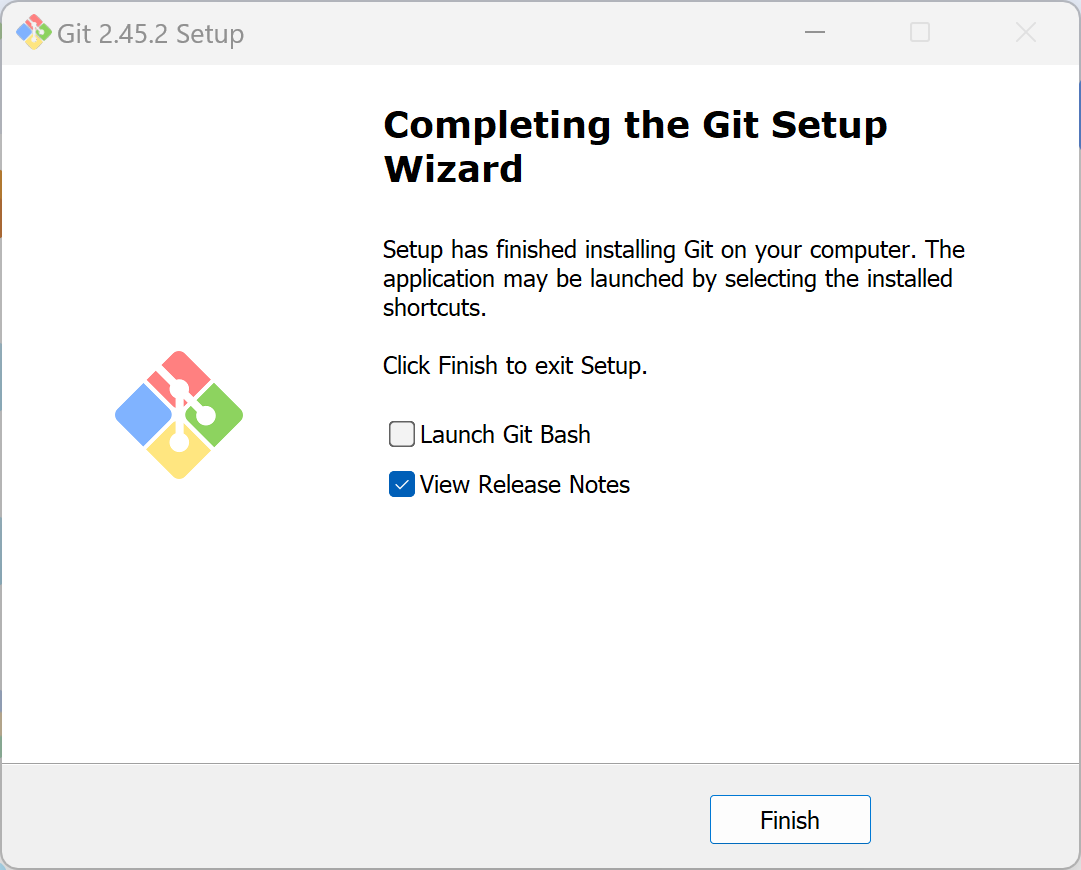 Git 2.45.2 Setup
Completing the Git Setup
Wizard
Setup has finished installing Git on your computer. The
application may be launched by selecting the installed
shortcuts.
Click Finish to exit Setup.
Launch Git Bash
View Release Notes
Finish